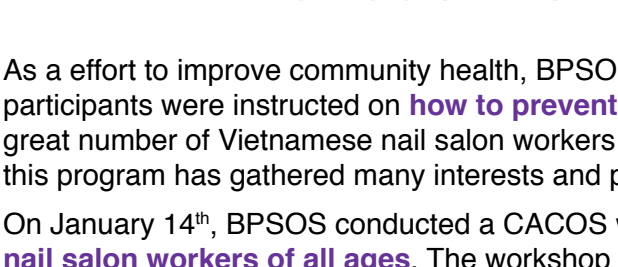 As a effort to improve community health, BPSO
participants were instructed on how to prevent
great number of Vietnamese nail salon workers
this program has gathered many interests and p
On January 14th, BPSOS conducted a CACOS w
nail salon workers of all ages. The workshop